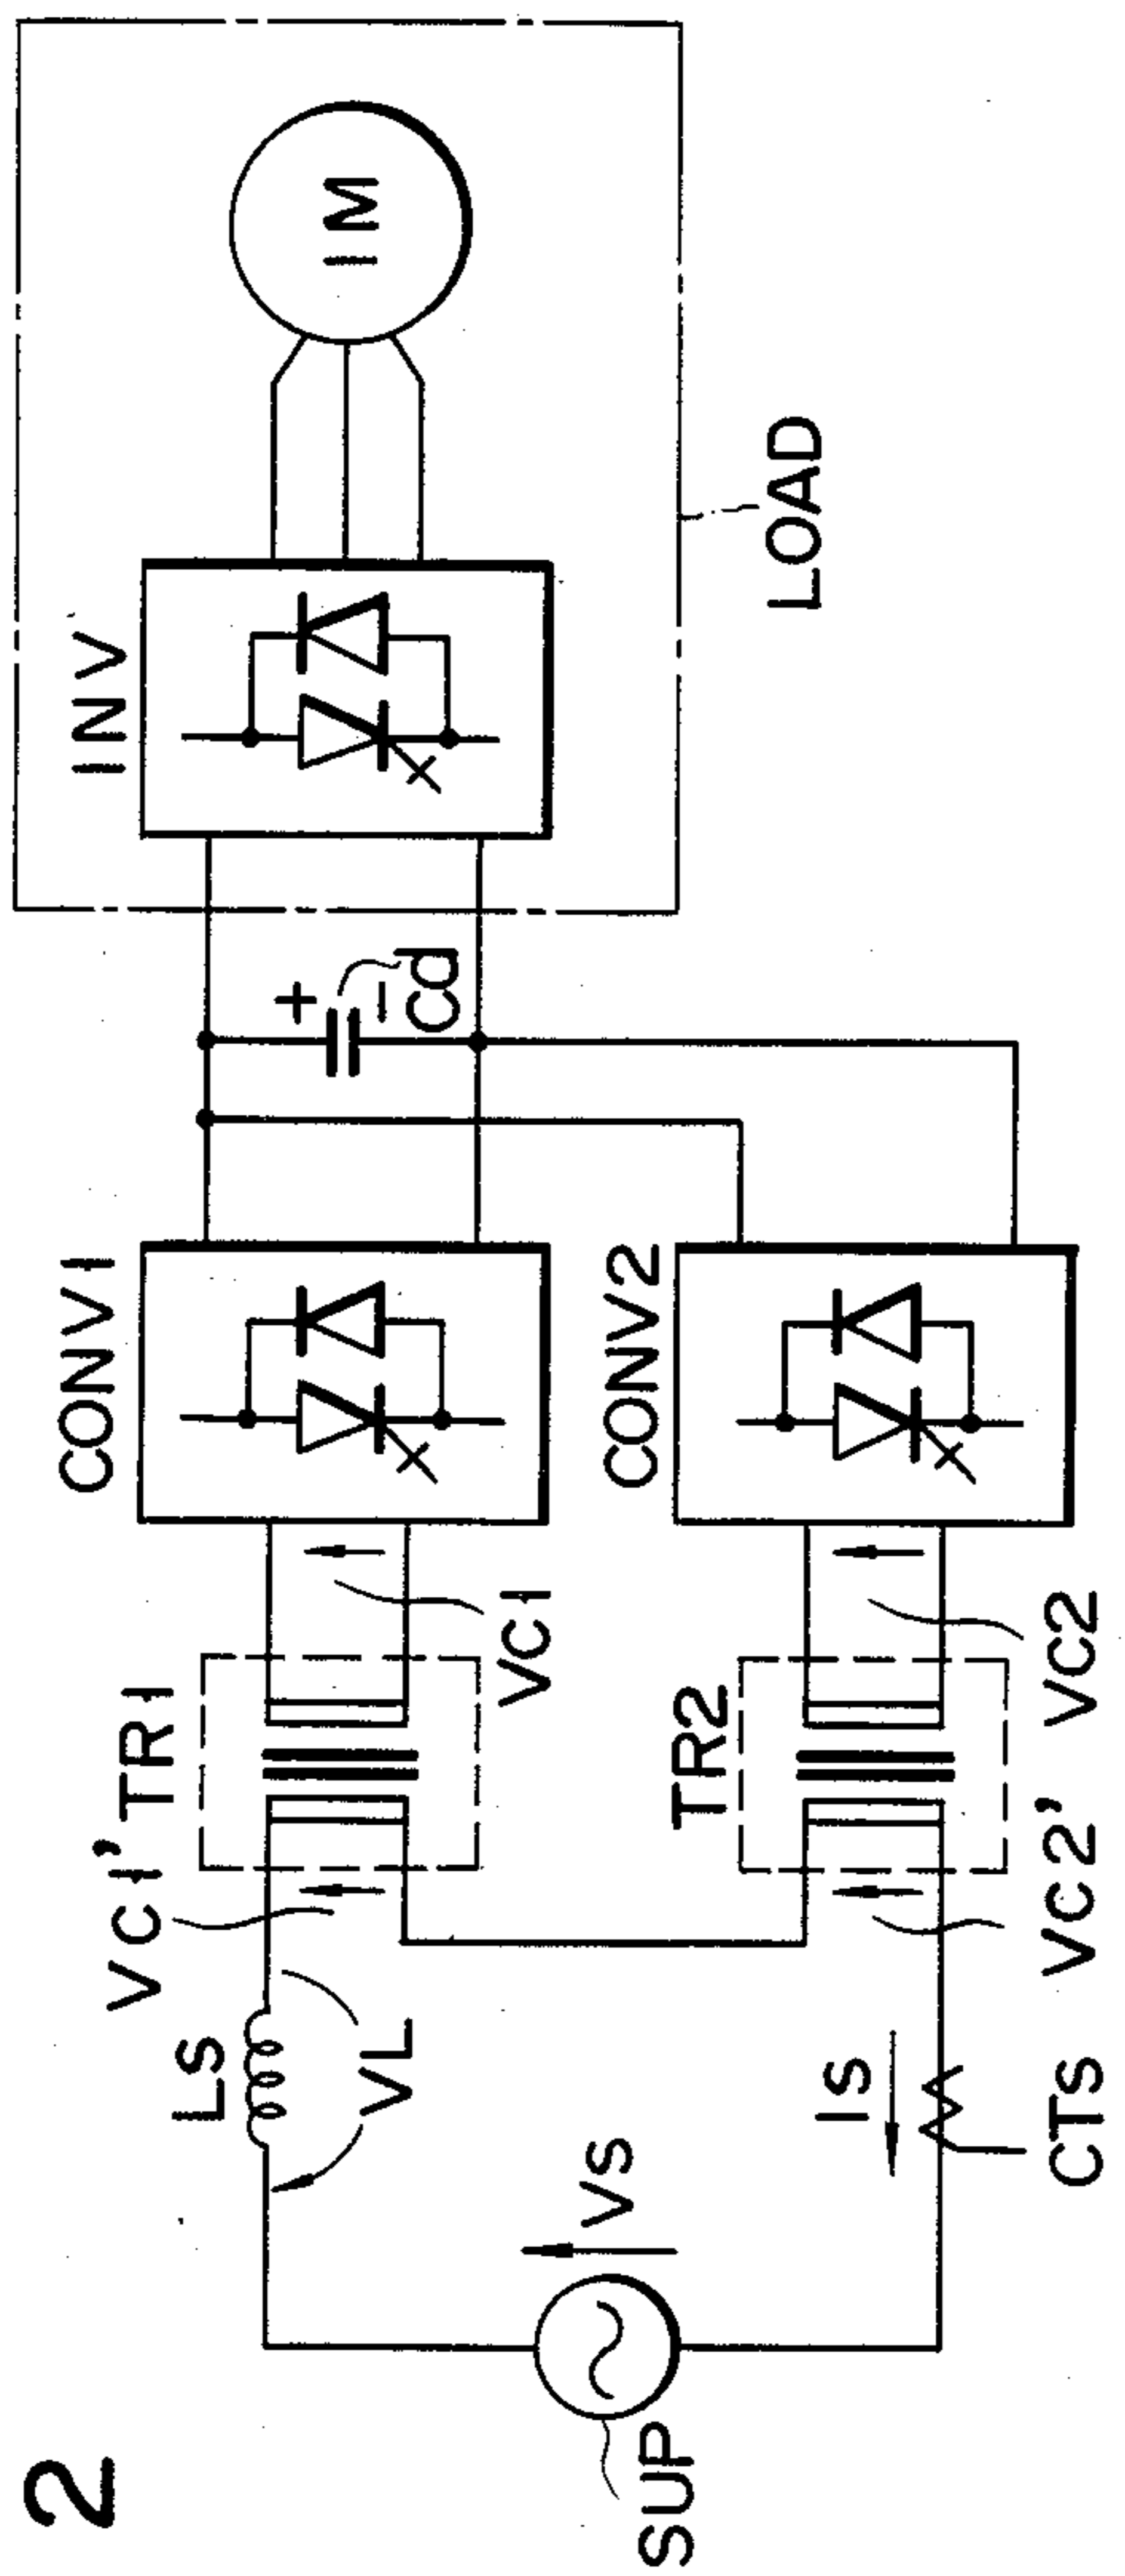 2
SUP
VS
LS
VL
VC1'
TR1
VC1
CONV1
IS
CTS
VC2'
TR2
VC2
CONV2
+
-
Cd
INV
IM
LOAD